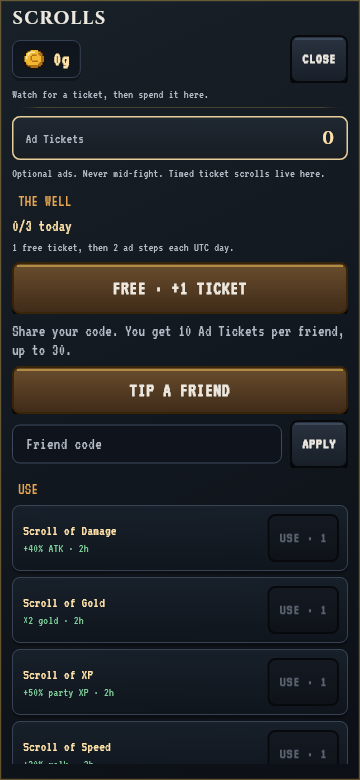 SCROLLS
0g
CLOSE
Watch for a ticket, then spend it here.
Ad Tickets
0
Optional ads. Never mid-fight. Timed ticket scrolls live here.
THE WELL
0/3 today
1 free ticket, then 2 ad steps each UTC day.
FREE · +1 TICKET
Share your code. You get 10 Ad Tickets per friend,
up to 30.
TIP A FRIEND
Friend code
APPLY
USE
Scroll of Damage
+40% ATK · 2h
USE · 1
Scroll of Gold
x2 gold · 2h
USE · 1
Scroll of XP
+50% party XP · 2h
USE · 1
Scroll of Speed
USE · 1